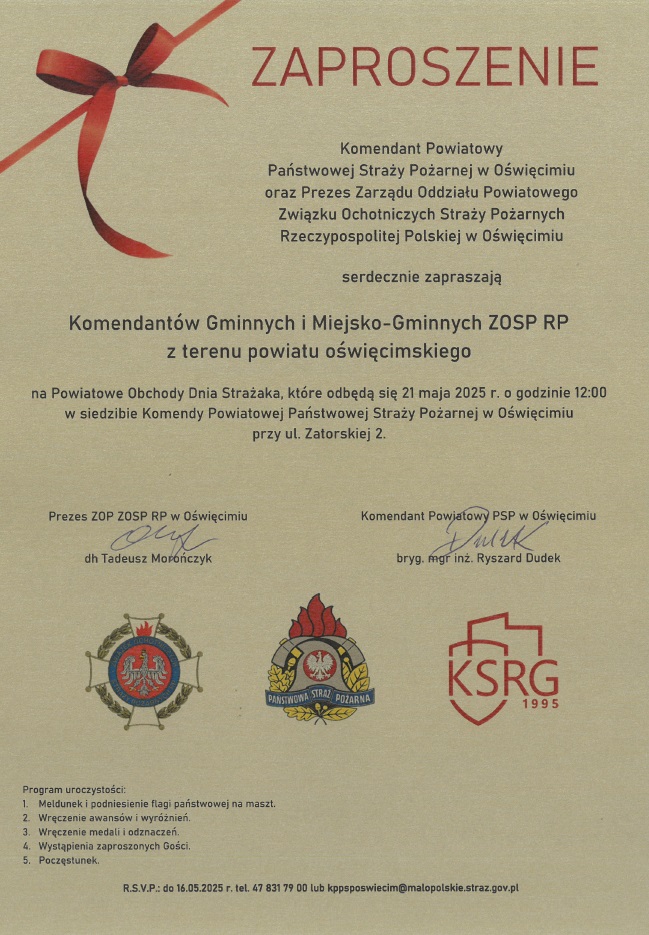 ZAPROSZENIE
Komendant Powiatowy
Państwowej Straży Pożarnej w Oświęcimiu
oraz Prezes Zarządu Oddziału Powiatowego
Związku Ochotniczych Straży Pożarnych
Rzeczypospolitej Polskiej w Oświęcimiu
serdecznie zapraszają
Komendantów Gminnych i Miejsko-Gminnych ZOSP RP
z terenu powiatu oświęcimskiego
na Powiatowe Obchody Dnia Strażaka, które odbędą się 21 maja 2025 r. o godzinie 12:00
w siedzibie Komendy Powiatowej Państwowej Straży Pożarnej w Oświęcimiu
przy ul. Zatorskiej 2.
Prezes ZOP ZOSP RP w Oświęcimiu
dh Tadeusz Morończyk
Komendant Powiatowy PSP w Oświęcimiu
Dudek
bryg. mgr inż. Ryszard Dudek
PAŃSTWOWA STRAŻ POŻARNA
KSRG
1995
Program uroczystości:
1. Meldunek i podniesienie flagi państwowej na maszt.
2. Wręczenie awansów i wyróżnień.
3. Wręczenie medali i odznaczeń.
4. Wystąpienia zaproszonych Gości.
5. Poczęstunek.
R.S.V.P.: do 16.05.2025 r. tel. 47 831 79 00 lub kppsposwiecim@malopolskie.straz.gov.pl